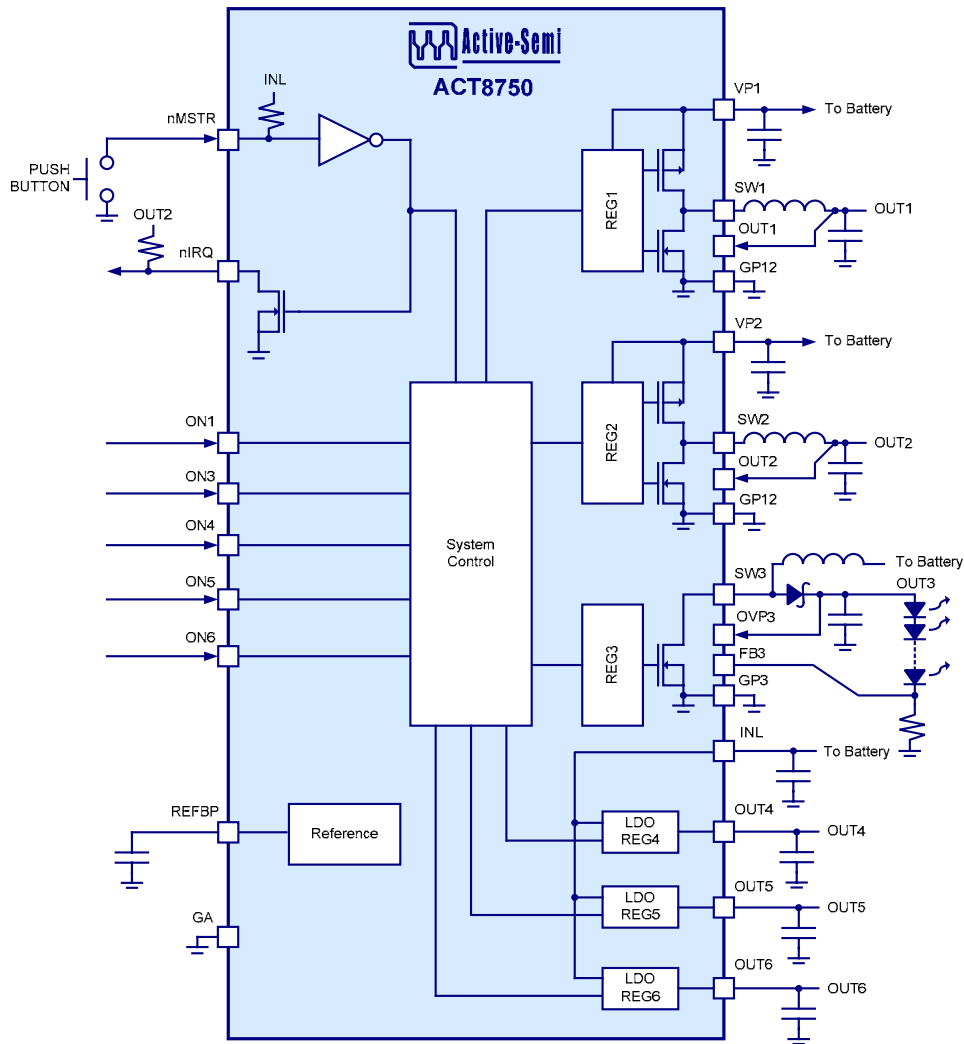 Active-Semi
ACT8750
INL
nMSTR
PUSH
BUTTON
OUT2
nIRQ
ON1
ON3
ON4
ON5
ON6
REFBP
GA
System
Control
Reference
REG1
REG2
REG3
LDO
REG4
LDO
REG5
LDO
REG6
VP1
To Battery
SW1
OUT1
OUT1
GP12
VP2
To Battery
SW2
OUT2
OUT2
GP12
To Battery
SW3
OUT3
OVP3
FB3
GP3
INL
To Battery
OUT4
OUT4
OUT5
OUT5
OUT6
OUT6